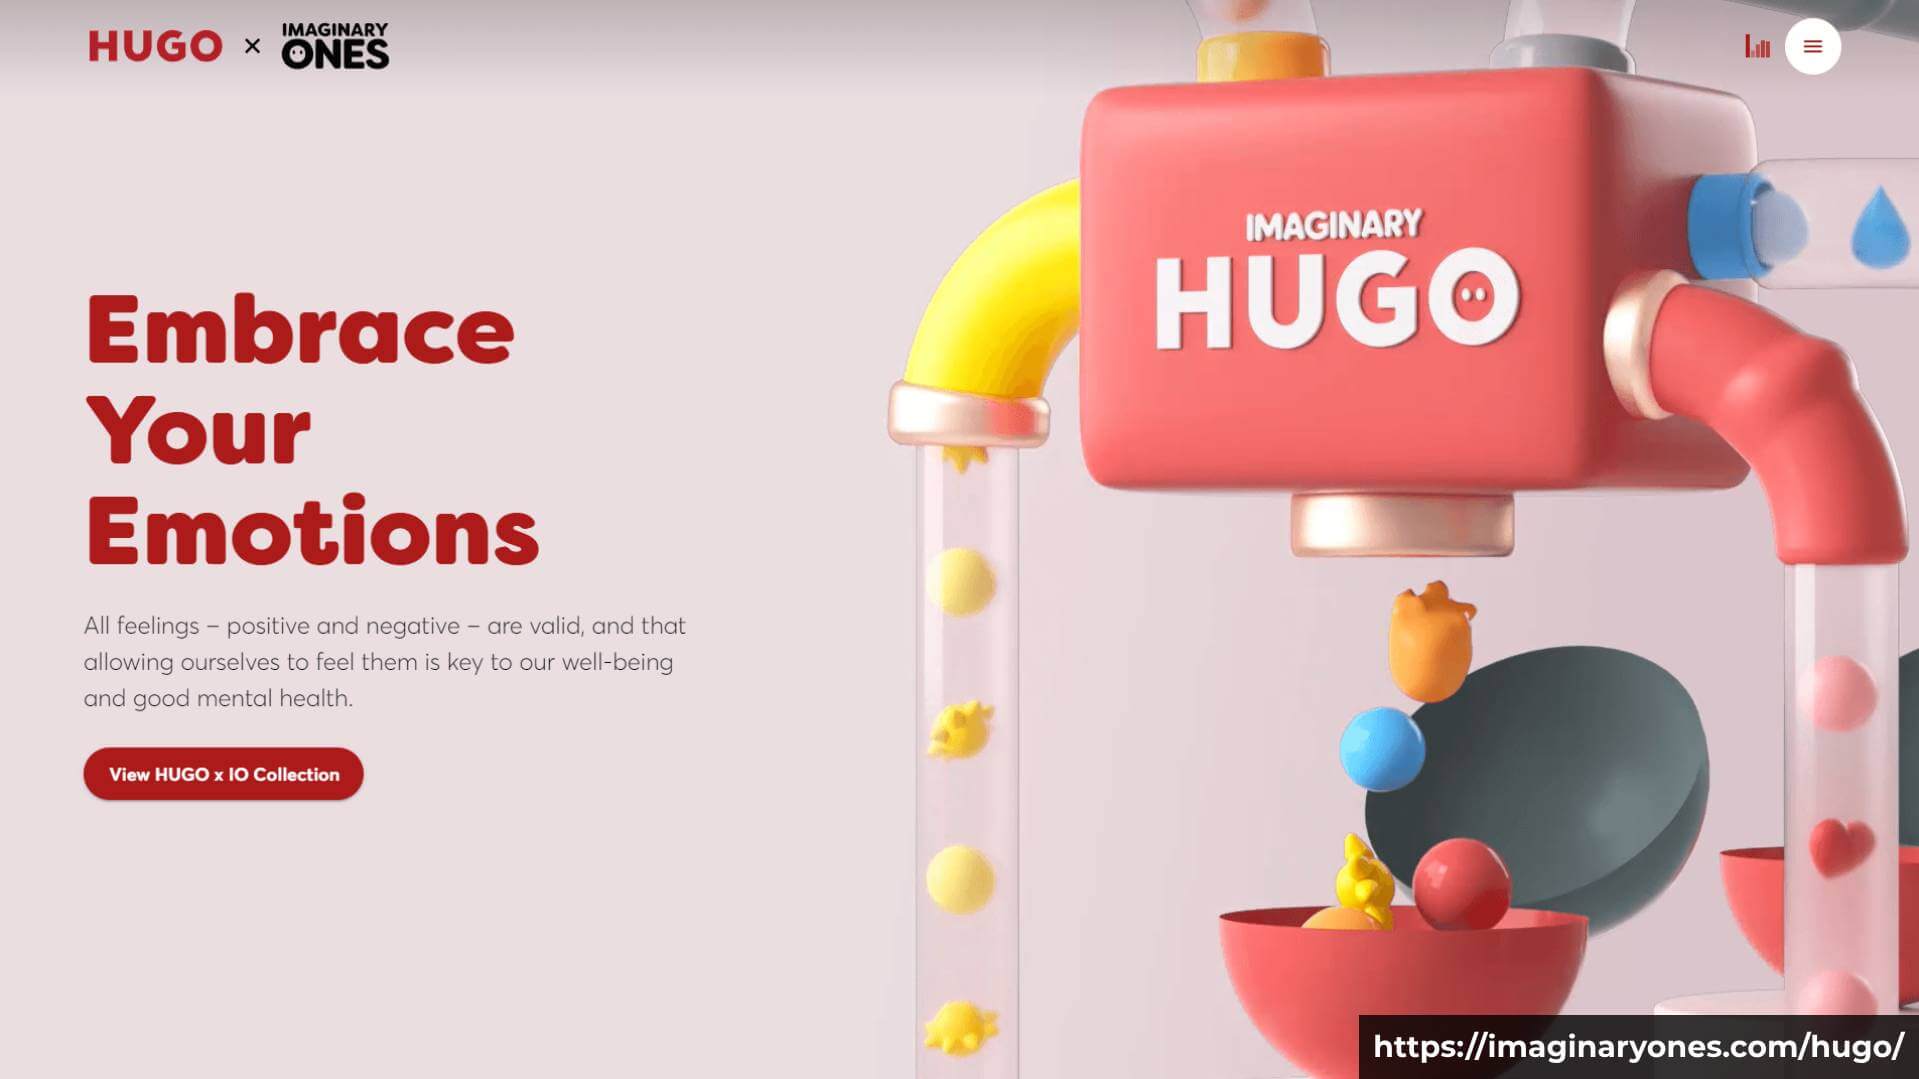 HUGO × IMAGINARY ONES
IMAGINARY
HUGO
Embrace
Your
Emotions
All feelings – positive and negative – are valid, and that
allowing ourselves to feel them is key to our well-being
and good mental health.
View HUGO x IO Collection
https://imaginaryones.com/hugo/